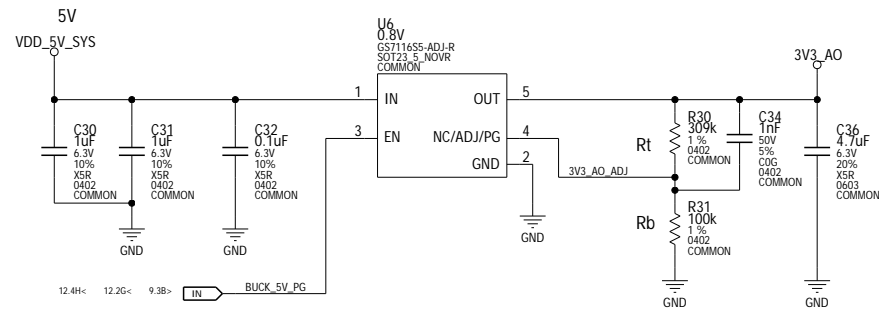 5V
VDD_5V_SYS
C30
1uF
6.3V
10%
X5R
0402
COMMON
C31
1uF
6.3V
10%
X5R
0402
COMMON
C32
0.1uF
6.3V
10%
X5R
0402
COMMON
GND
GND
U6
0.8V
GS7116S5-ADJ-R
SOT23_5_NOVR
COMMON
1 IN
OUT 5
3 EN
NC/ADJ/PG 4
GND 2
GND
3V3_AO
3V3_AO_ADJ
Rt
R30
309k
1 %
0402
COMMON
C34
1nF
50V
5%
C0G
0402
COMMON
C36
4.7uF
6.3V
20%
X5R
0603
COMMON
Rb
R31
100k
1 %
0402
COMMON
GND
GND
12.4H< 12.2G< 9.3B> IN BUCK_5V_PG